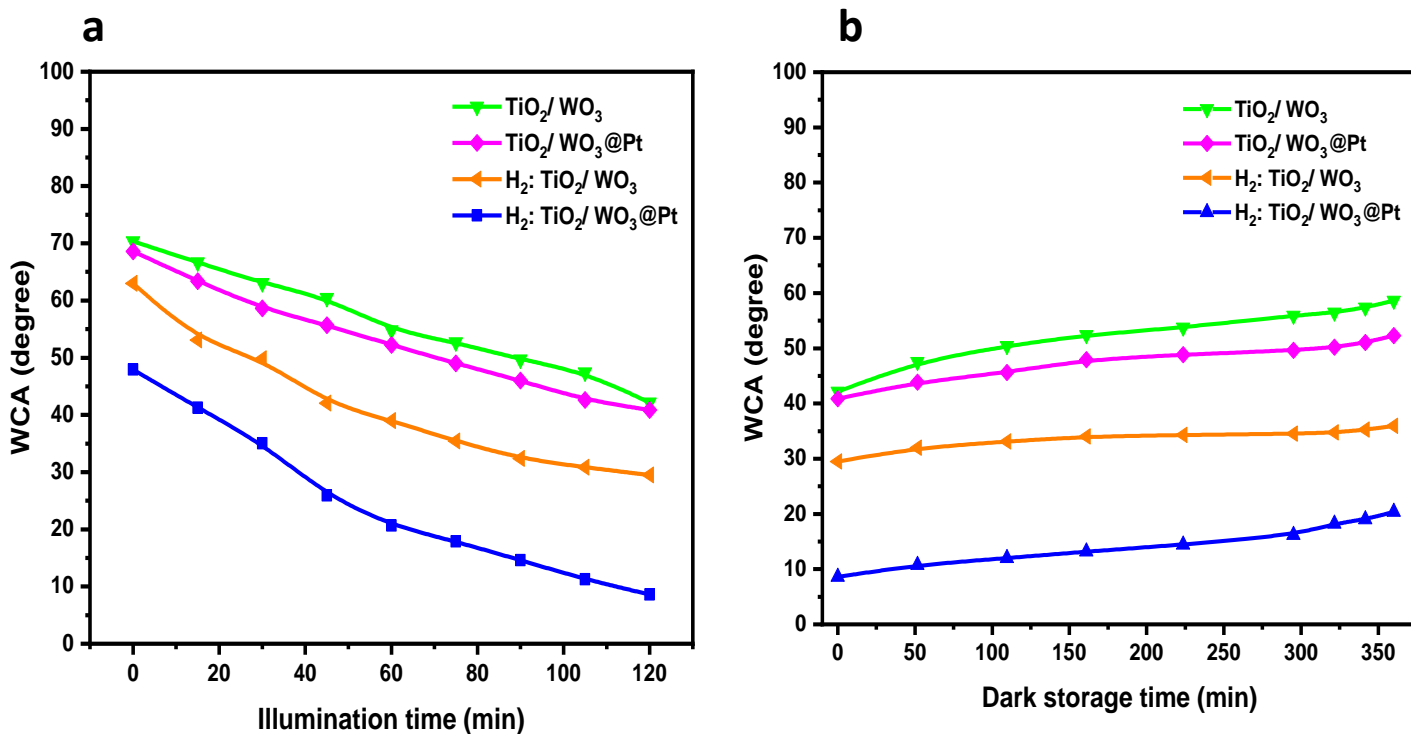 a
100
90
80
70
60
50
40
30
20
10
0
WCA (degree)
TiO₂/ WO₃
TiO₂/ WO₃@Pt
H₂: TiO₂/ WO₃
H₂: TiO₂/ WO₃@Pt
0 20 40 60 80 100 120
Illumination time (min)
b
100
90
80
70
60
50
40
30
20
10
0
WCA (degree)
TiO₂/ WO₃
TiO₂/ WO₃@Pt
H₂: TiO₂/ WO₃
H₂: TiO₂/ WO₃@Pt
0 50 100 150 200 250 300 350
Dark storage time (min)